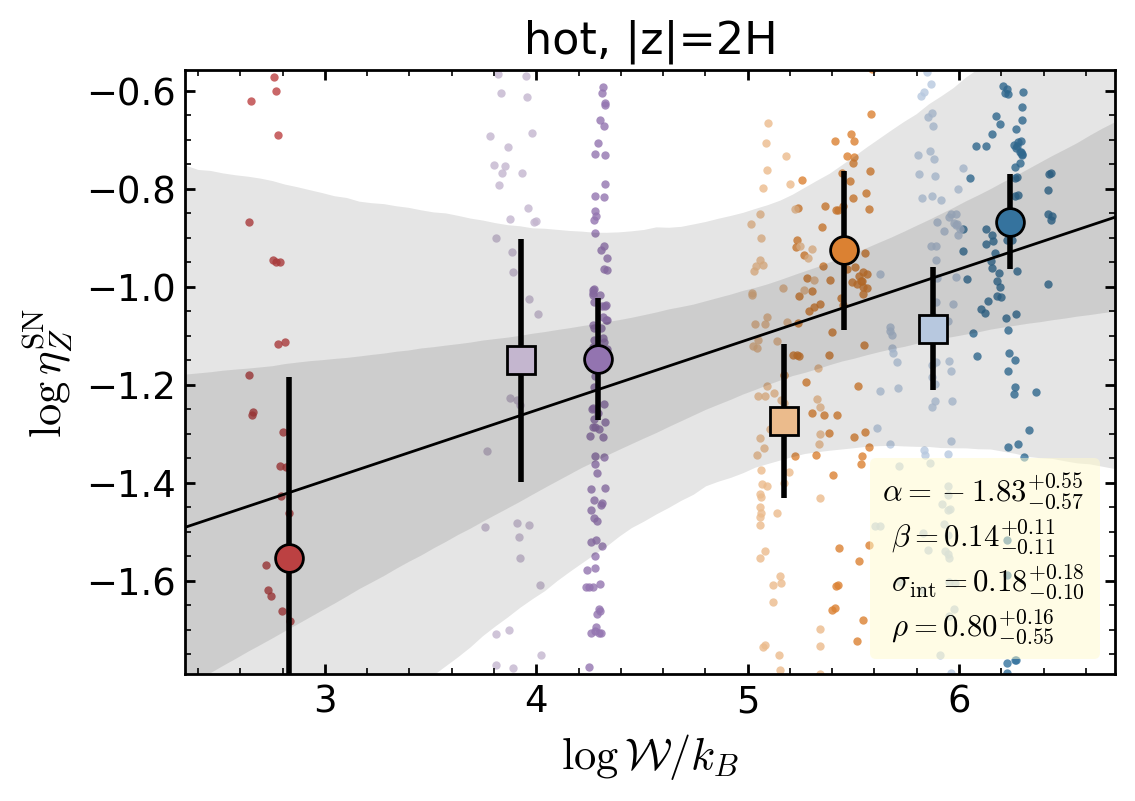 hot, |z|=2H
−0.6
−0.8
−1.0
−1.2
−1.4
−1.6
log η_Z^SN
α = − 1.83^{+0.55}_{−0.57}
β = 0.14^{+0.11}_{−0.11}
σ_int = 0.18^{+0.18}_{−0.10}
ρ = 0.80^{+0.16}_{−0.55}
3 4 5 6
log 𝒲/k_B